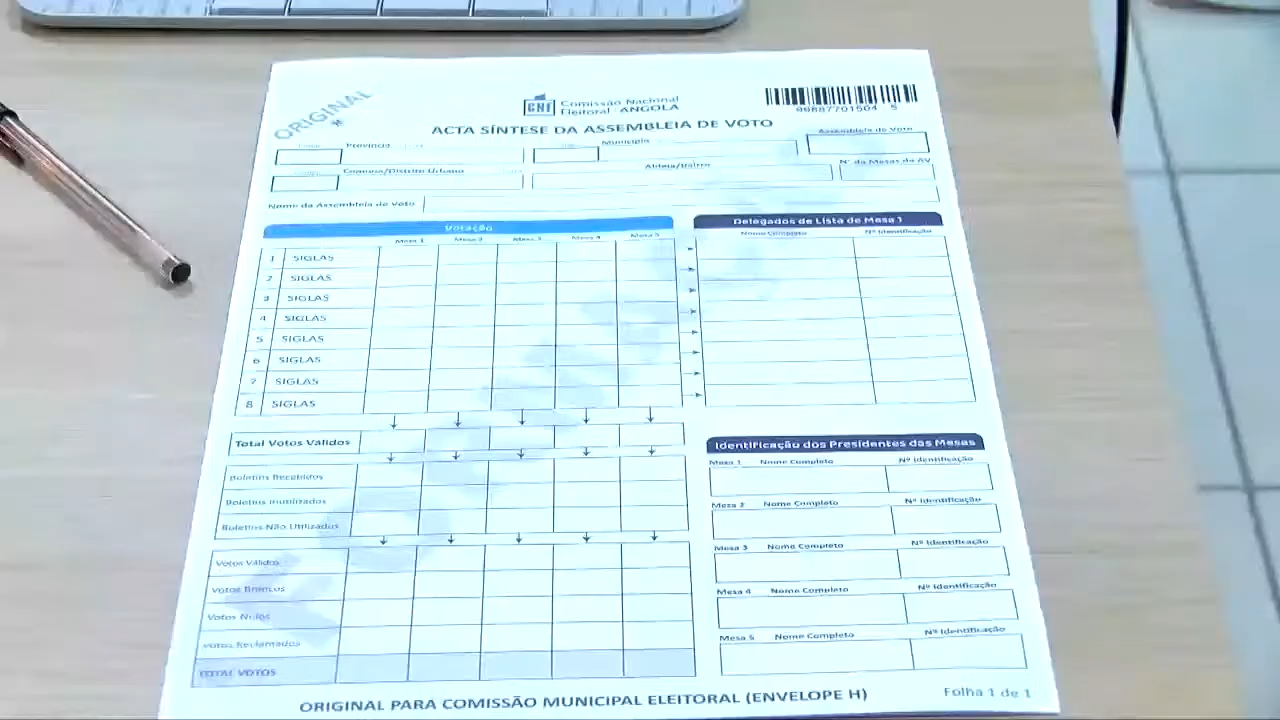 ORIGINAL
CNE Comissão Nacional
Eleitoral ANGOLA
00887701504 5
ACTA SÍNTESE DA ASSEMBLEIA DE VOTO
Província Município Assembleia de Voto
Comuna/Distrito Urbano Aldeia/Bairro N° da Mesas da AV
Nome da Assembleia de Voto
Votação
Mesa 1 Mesa 2 Mesa 3 Mesa 4 Mesa 5
1 SIGLAS
2 SIGLAS
3 SIGLAS
4 SIGLAS
5 SIGLAS
6 SIGLAS
7 SIGLAS
8 SIGLAS
Total Votos Válidos
Boletins Recebidos
Boletins Inutilizados
Boletins Não Utilizados
Votos Válidos
Votos Brancos
Votos Nulos
Votos Reclamados
TOTAL VOTOS
Delegados de Lista de Mesa 1
Nome Completo Nº Identificação
Identificação dos Presidentes das Mesas
Mesa 1 Nome Completo Nº Identificação
Mesa 2 Nome Completo Nº Identificação
Mesa 3 Nome Completo Nº Identificação
Mesa 4 Nome Completo Nº Identificação
Mesa 5 Nome Completo Nº Identificação
ORIGINAL PARA COMISSÃO MUNICIPAL ELEITORAL (ENVELOPE H)
Folha 1 de 1